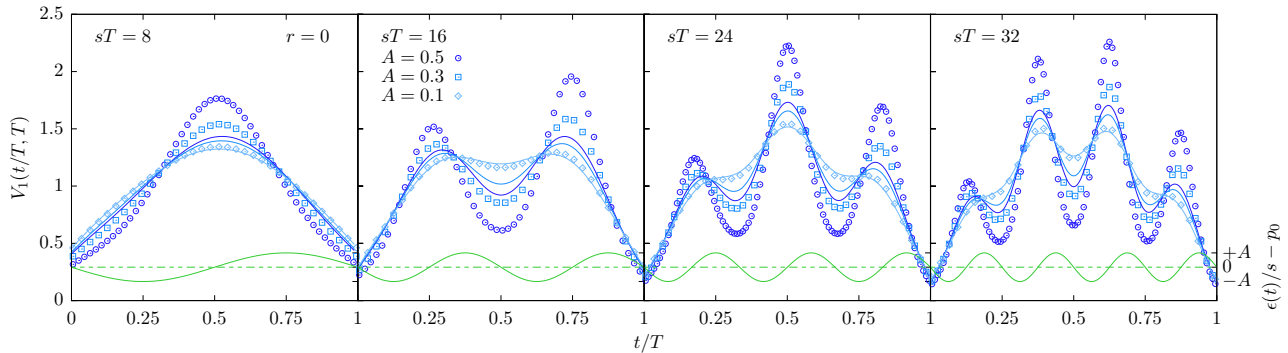 2.5
2
1.5
1
0.5
0
V₁(t/T, T)
sT = 8
r = 0
sT = 16
A = 0.5
A = 0.3
A = 0.1
sT = 24
sT = 32
+A
0
−A
ϵ(t)/s − p₀
0 0.25 0.5 0.75 1 0.25 0.5 0.75 1 0.25 0.5 0.75 1 0.25 0.5 0.75 1
t/T